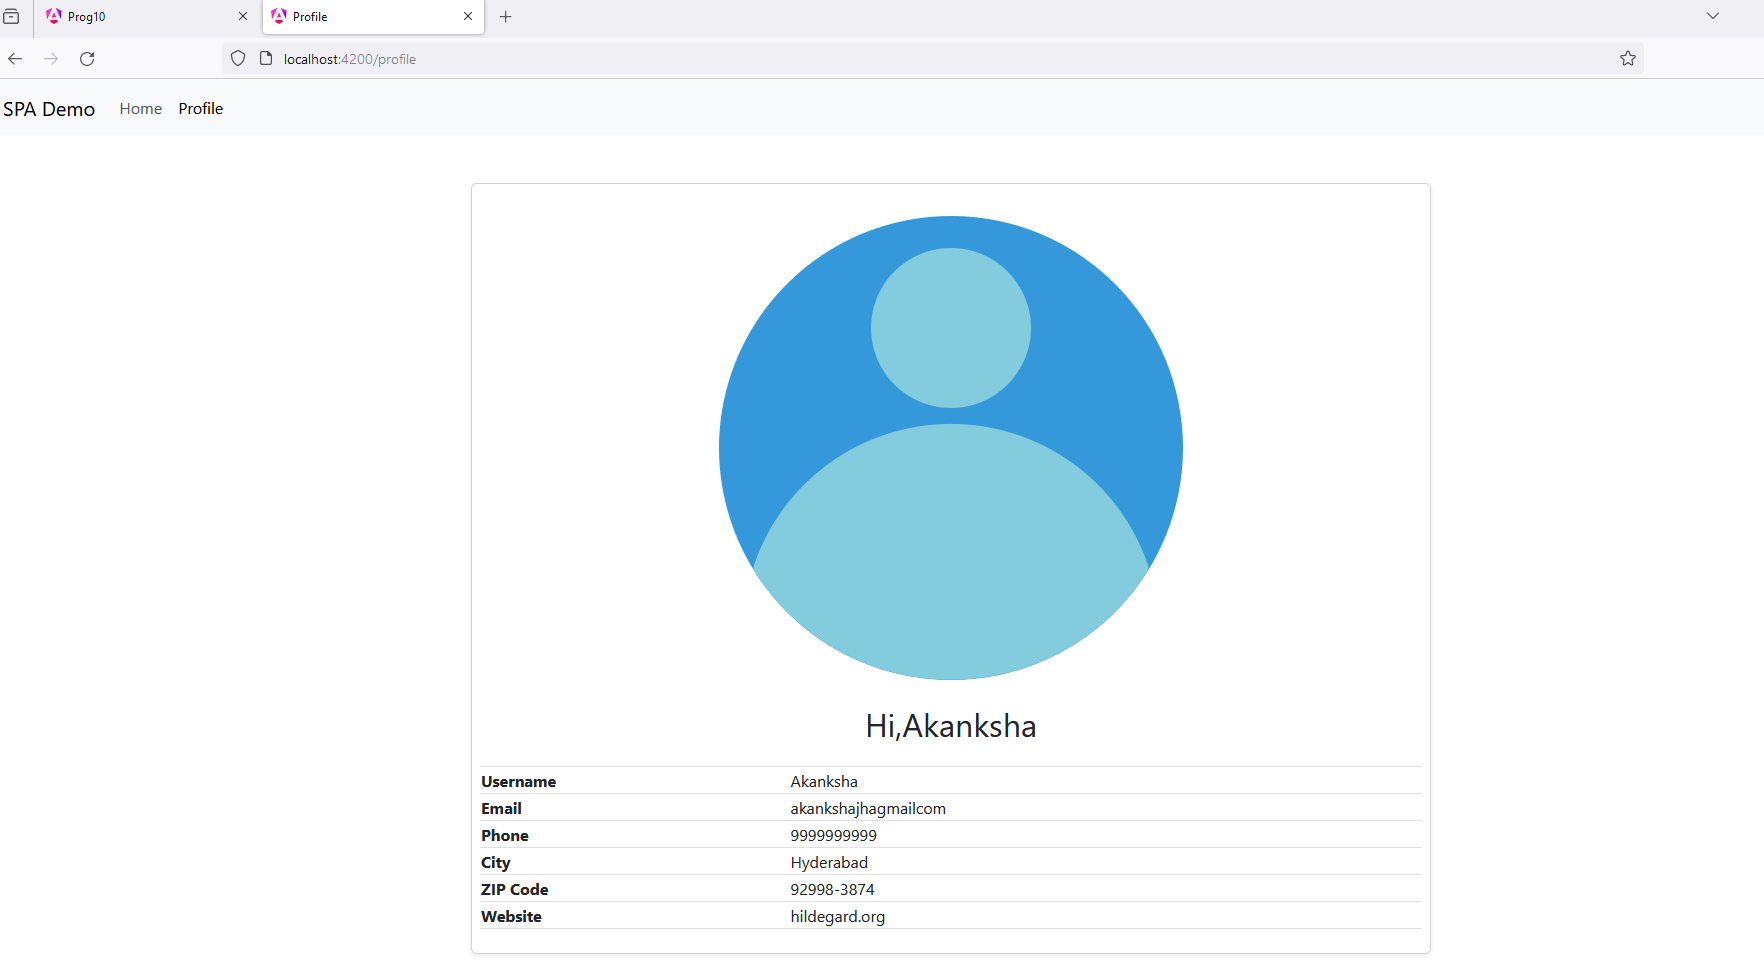 Prog10
Profile
localhost:4200/profile
SPA Demo Home Profile
Hi,Akanksha
Username Akanksha
Email akankshajhagmailcom
Phone 9999999999
City Hyderabad
ZIP Code 92998-3874
Website hildegard.org